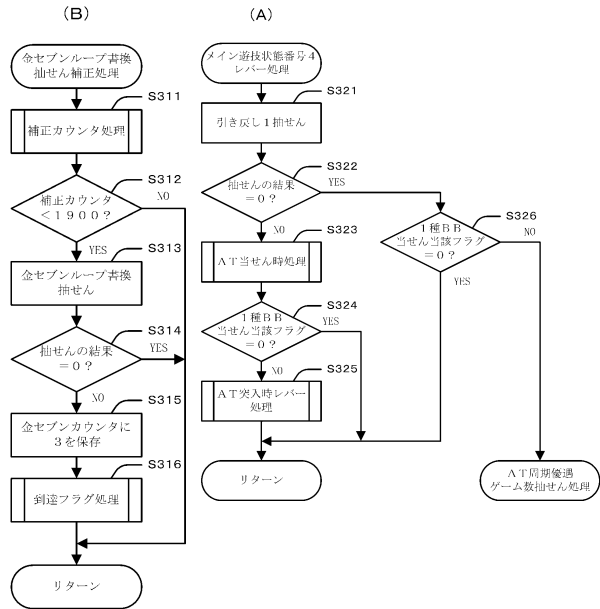 (B)
金セブンループ書換
抽せん補正処理
S311
補正カウンタ処理
S312
補正カウンタ
<1900?
NO
YES
S313
金セブンループ書換
抽せん
S314
抽せんの結果
=0?
YES
NO
S315
金セブンカウンタに
3を保存
S316
到達フラグ処理
リターン
(A)
メイン遊技状態番号4
レバー処理
S321
引き戻し1抽せん
S322
抽せんの結果
=0?
YES
NO
S323
AT当せん時処理
S324
1種BB
当せん当該フラグ
=0?
YES
NO
S325
AT突入時レバー
処理
リターン
S326
1種BB
当せん当該フラグ
=0?
NO
YES
AT周期優遇
ゲーム数抽せん処理